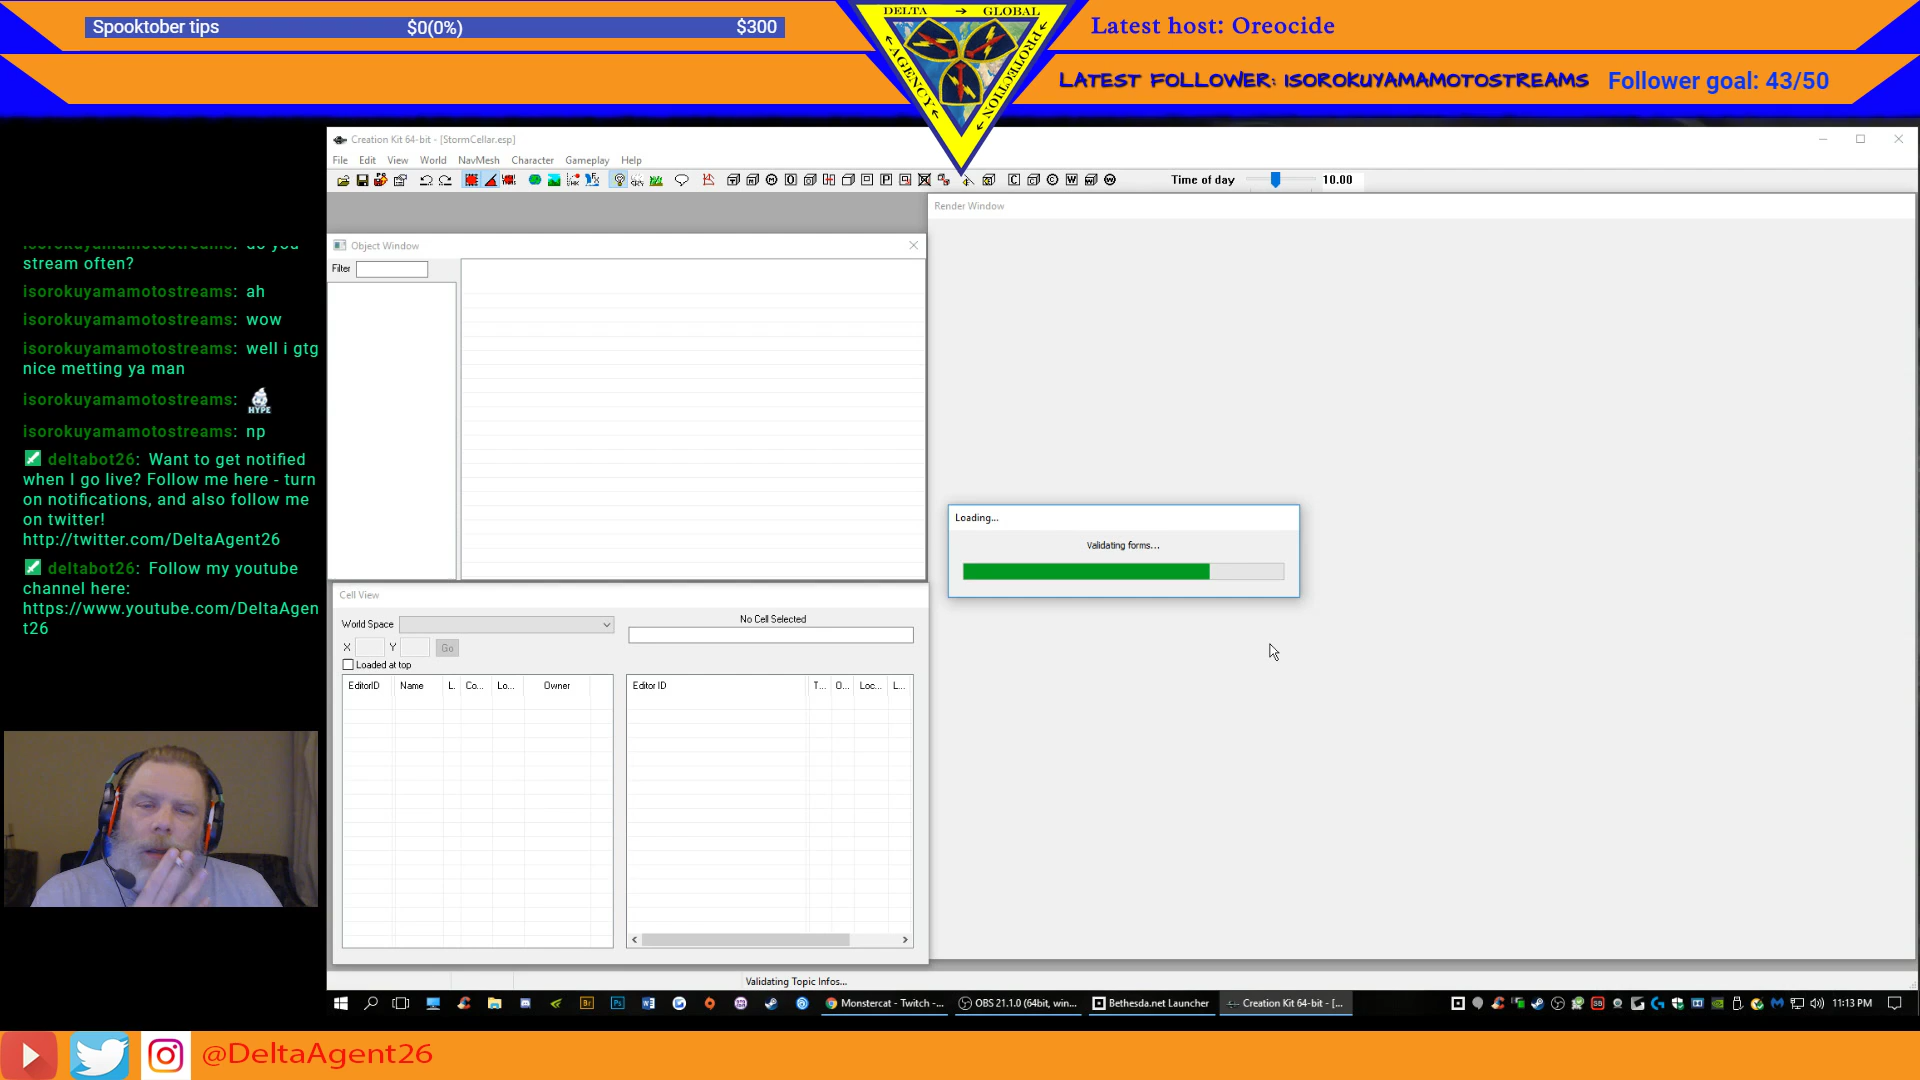 Spooktober tips $0(0%) $300
DELTA → GLOBAL
PROTECTION
AGENCY
Latest host: Oreocide
LATEST FOLLOWER: ISOROKUYAMAMOTOSTREAMS Follower goal: 43/50
Creation Kit 64-bit - [StormCellar.esp]
File Edit View World NavMesh Character Gameplay Help
Time of day 10.00
Render Window
Object Window
Filter
isorokuyamamotostreams: do you
stream often?
isorokuyamamotostreams: ah
isorokuyamamotostreams: wow
isorokuyamamotostreams: well i gtg
nice metting ya man
isorokuyamamotostreams: HYPE
isorokuyamamotostreams: np
deltabot26: Want to get notified
when I go live? Follow me here - turn
on notifications, and also follow me
on twitter!
http://twitter.com/DeltaAgent26
deltabot26: Follow my youtube
channel here:
https://www.youtube.com/DeltaAgen
t26
Loading...
Validating forms...
Cell View
World Space
No Cell Selected
X Y Go
Loaded at top
EditorID Name L. Co... Lo... Owner
Editor ID T... O... Loc... L...
Validating Topic Infos...
Monstercat - Twitch -... OBS 21.1.0 (64bit, win... Bethesda.net Launcher Creation Kit 64-bit - [...
11:13 PM
@DeltaAgent26